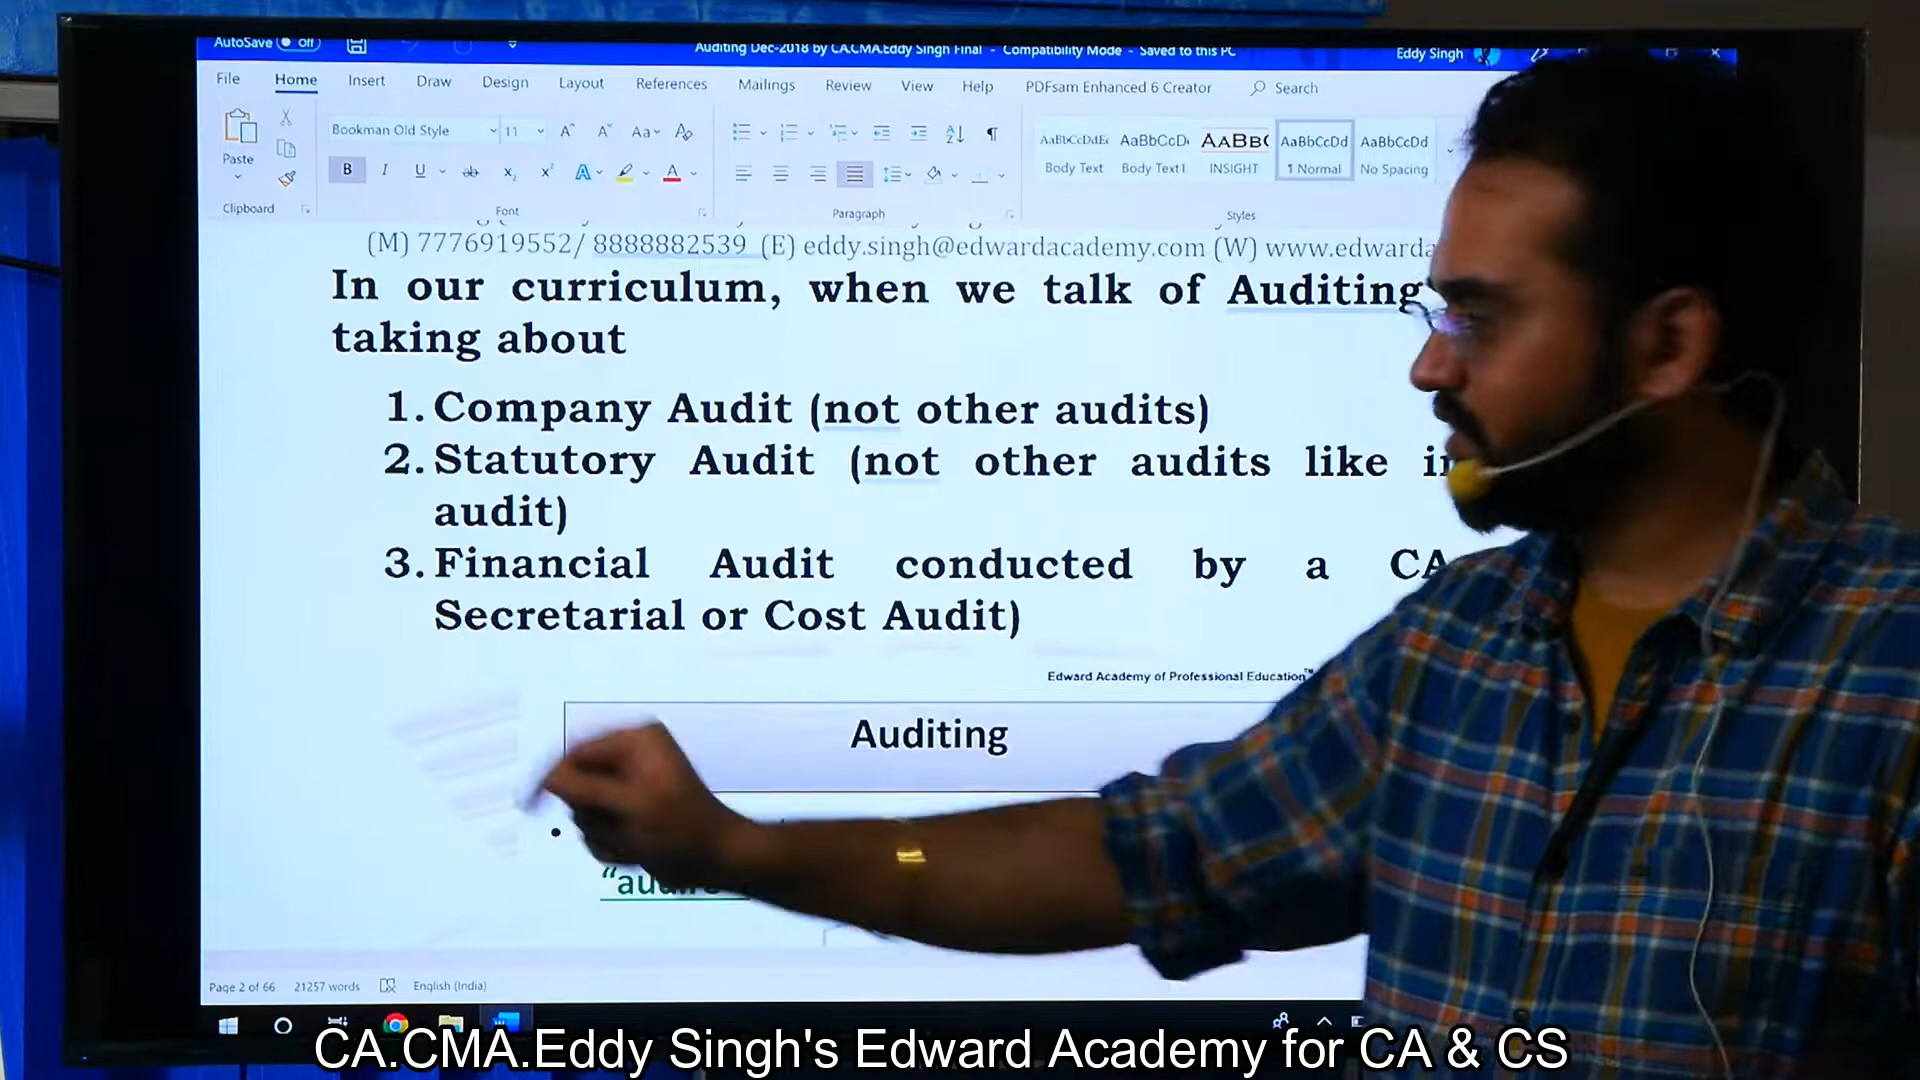 AutoSave Off
Auditing Dec-2018 by CA.CMA.Eddy Singh Final - Compatibility Mode - Saved to this PC
Eddy Singh
File Home Insert Draw Design Layout References Mailings Review View Help PDFsam Enhanced 6 Creator Search
Paste
Clipboard
Bookman Old Style 11
Font
Paragraph
AaBbCcDdEe AaBbCcD AABB AaBbCcDd AaBbCcDd
Body Text Body Text1 INSIGHT ¶ Normal No Spacing
Styles
(M) 7776919552/ 8888882539 (E) eddy.singh@edwardacademy.com (W) www.edwarda
In our curriculum, when we talk of Auditing
taking about
1. Company Audit (not other audits)
2. Statutory Audit (not other audits like
audit)
3. Financial Audit conducted by a CA
Secretarial or Cost Audit)
Edward Academy of Professional Education™
Auditing
Page 2 of 66 21257 words English (India)
CA.CMA.Eddy Singh's Edward Academy for CA & CS